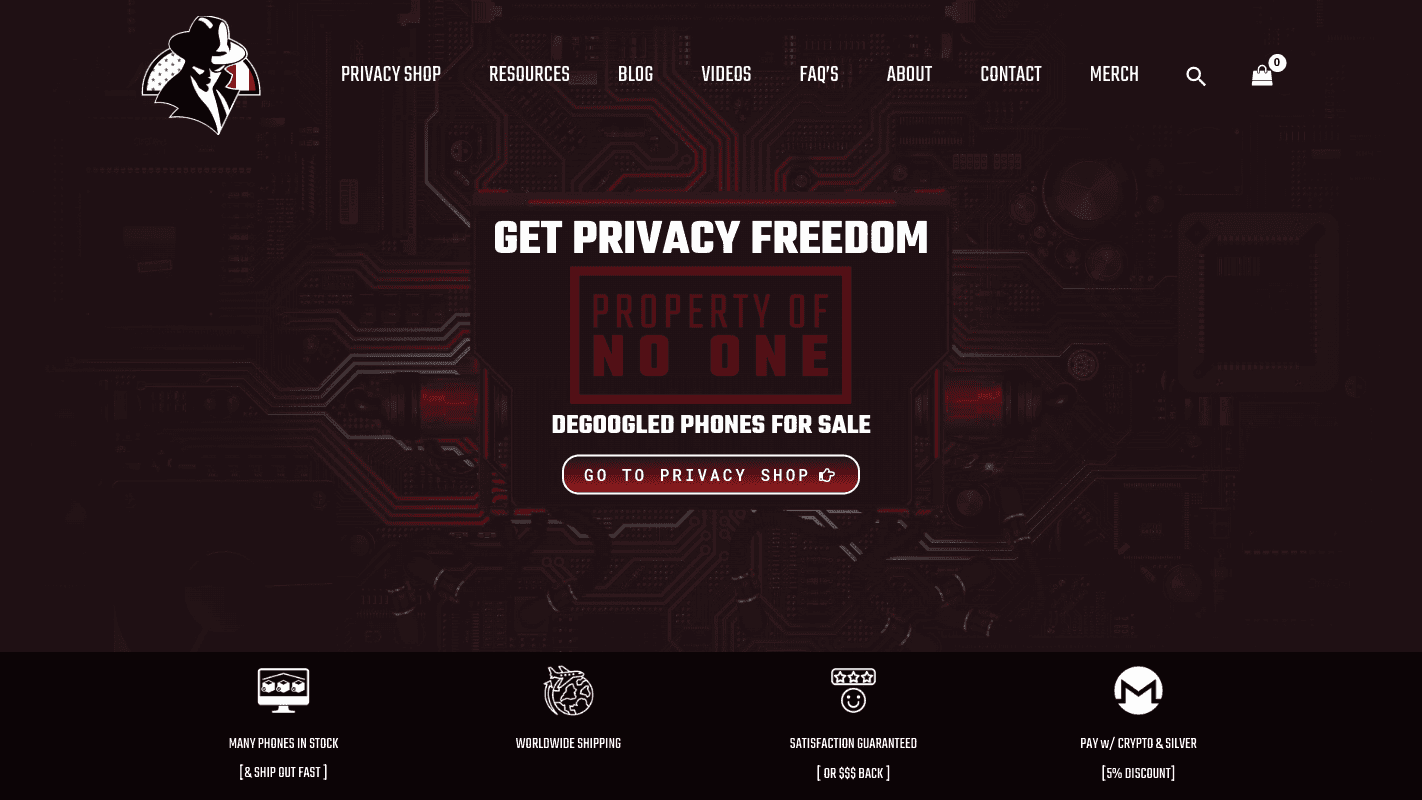 PRIVACY SHOP RESOURCES BLOG VIDEOS FAQ'S ABOUT CONTACT MERCH 0
GET PRIVACY FREEDOM
PROPERTY OF
NO ONE
DEGOOGLED PHONES FOR SALE
GO TO PRIVACY SHOP
MANY PHONES IN STOCK
[& SHIP OUT FAST ]
WORLDWIDE SHIPPING
SATISFACTION GUARANTEED
[ OR $$$ BACK ]
PAY w/ CRYPTO & SILVER
[5% DISCOUNT]